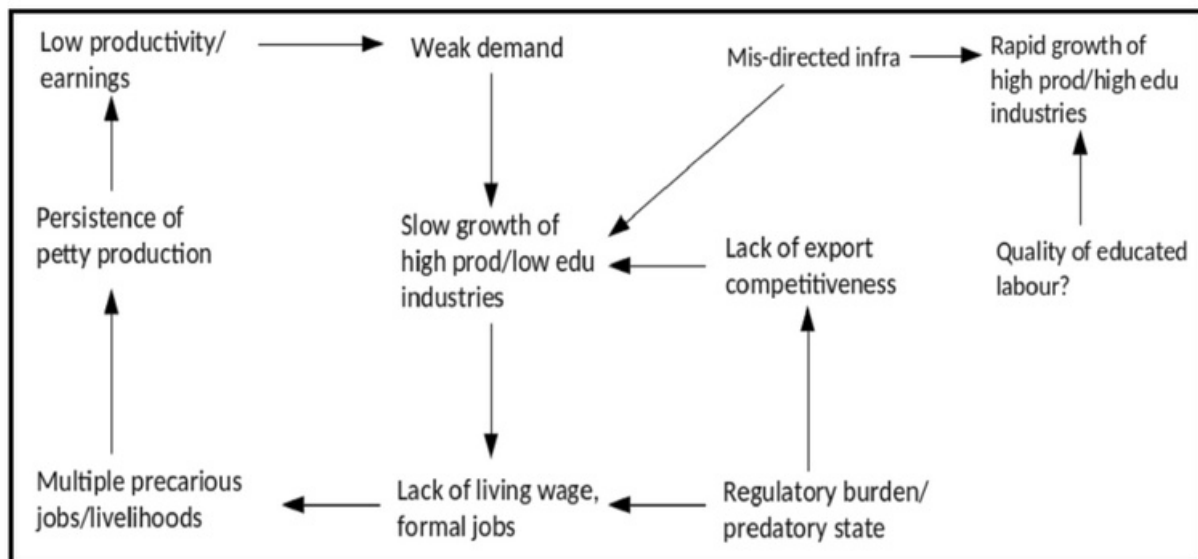 Low productivity/
earnings
Weak demand
Mis-directed infra
Rapid growth of
high prod/high edu
industries
Persistence of
petty production
Slow growth of
high prod/low edu
industries
Lack of export
competitiveness
Quality of educated
labour?
Multiple precarious
jobs/livelihoods
Lack of living wage,
formal jobs
Regulatory burden/
predatory state